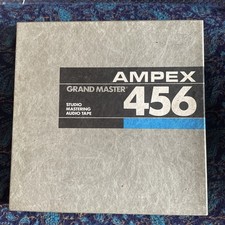 AMPEX
GRAND MASTER®
456
STUDIO
MASTERING
AUDIO TAPE